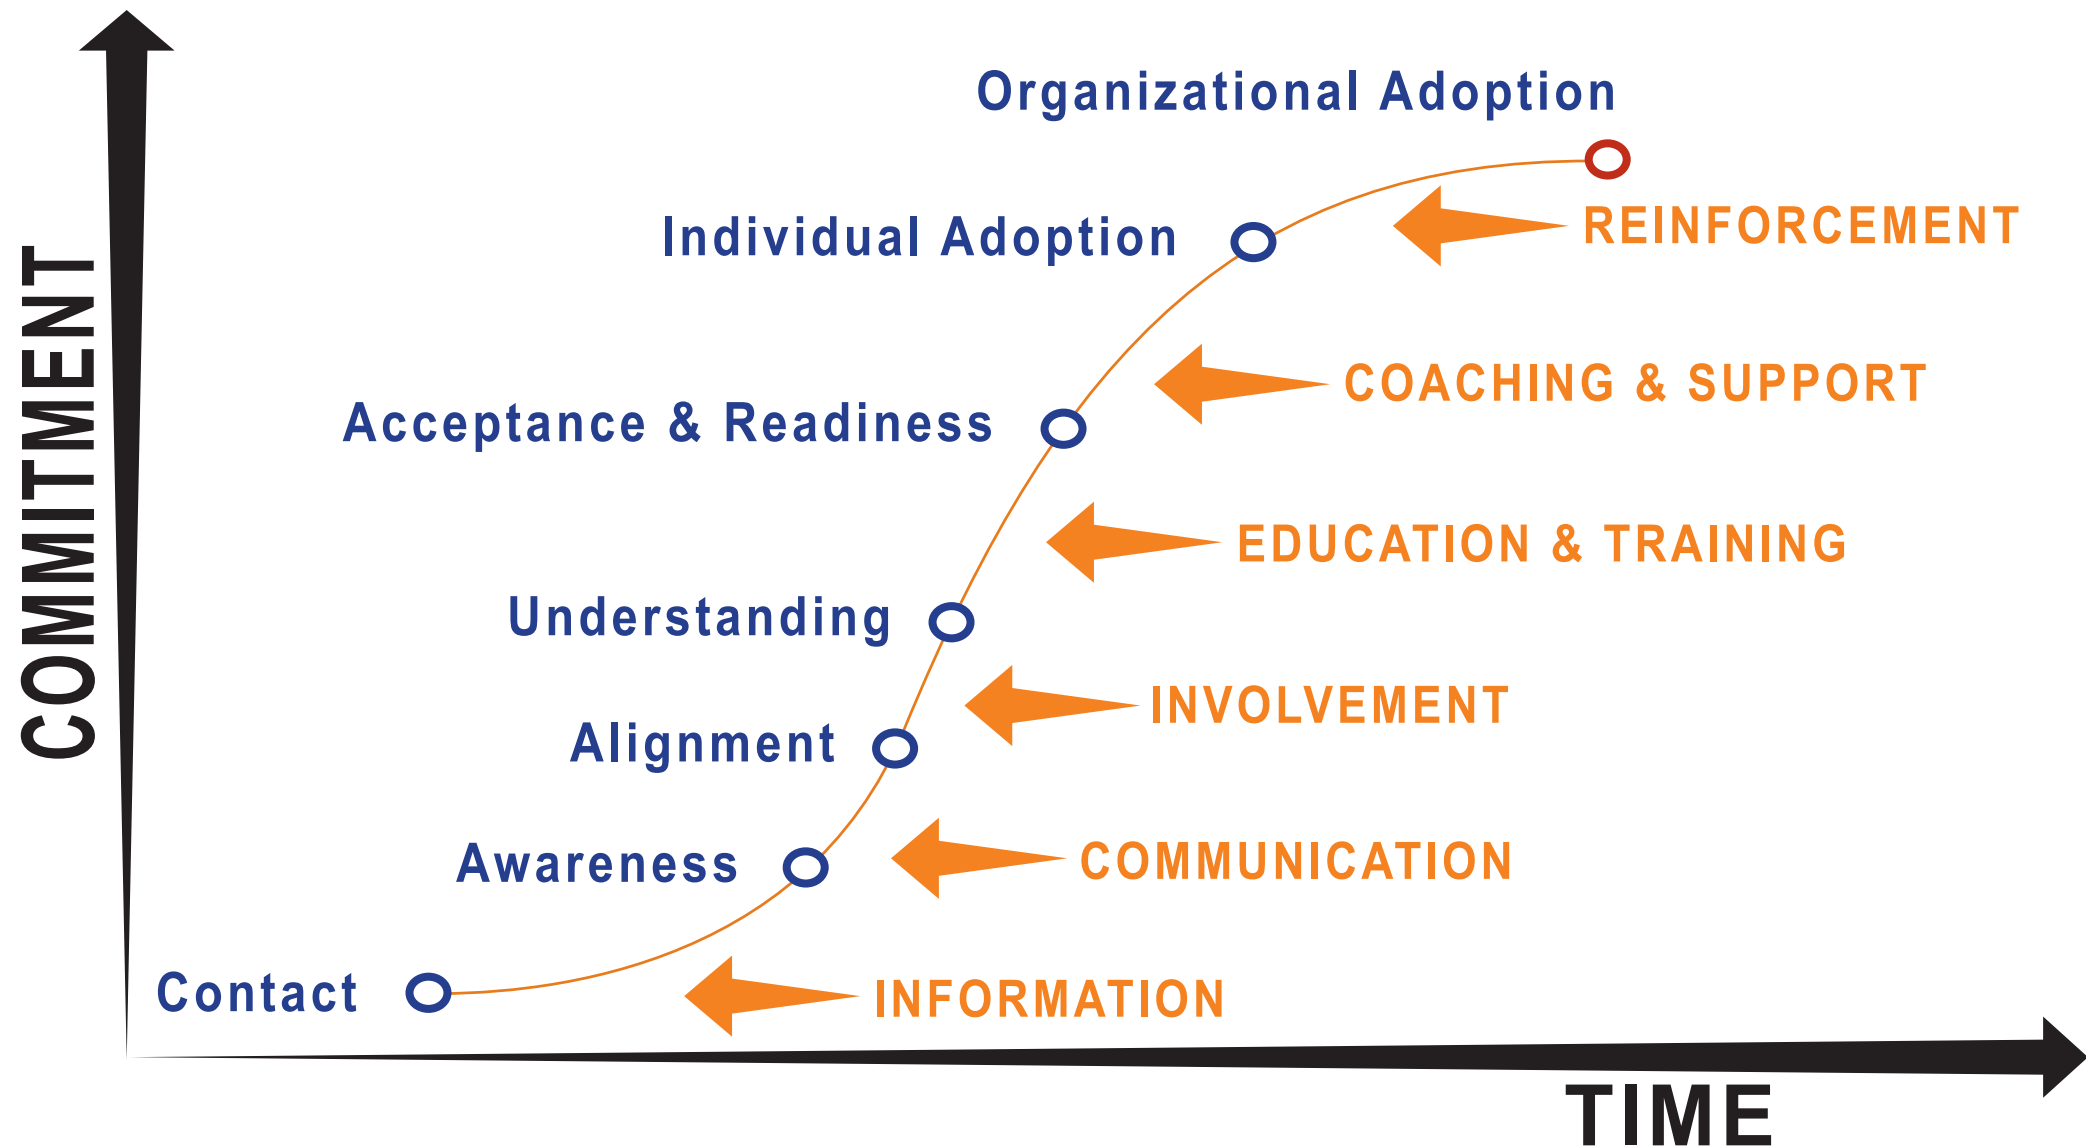 Organizational Adoption
Individual Adoption
REINFORCEMENT
COACHING & SUPPORT
Acceptance & Readiness
EDUCATION & TRAINING
Understanding
INVOLVEMENT
Alignment
COMMUNICATION
Awareness
Contact
INFORMATION
COMMITMENT
TIME